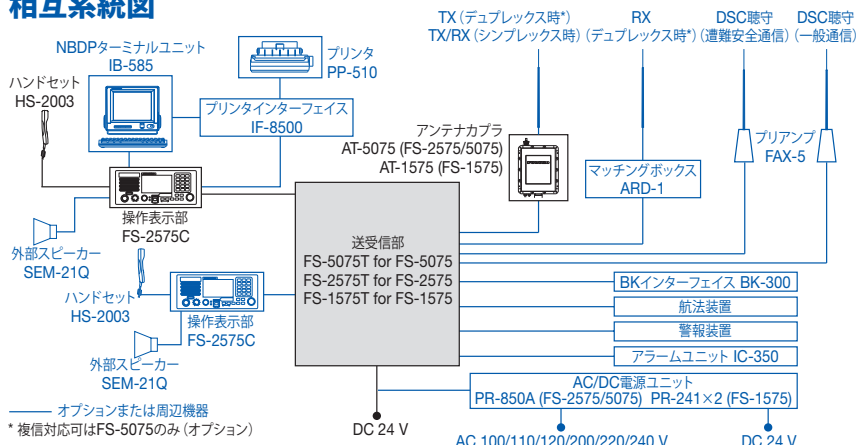 相互系統図
NBDPターミナルユニット
IB-585
プリンタ
PP-510
ハンドセット
HS-2003
プリンタインターフェイス
IF-8500
TX（デュプレックス時*）
TX/RX（シンプレックス時）
RX
（デュプレックス時*）
DSC聴守
（遭難安全通信）
DSC聴守
（一般通信）
アンテナカプラ
AT-5075 (FS-2575/5075)
AT-1575 (FS-1575)
マッチングボックス
ARD-1
プリアンプ
FAX-5
操作表示部
FS-2575C
外部スピーカー
SEM-21Q
送受信部
FS-5075T for FS-5075
FS-2575T for FS-2575
FS-1575T for FS-1575
ハンドセット
HS-2003
操作表示部
FS-2575C
外部スピーカー
SEM-21Q
BKインターフェイス BK-300
航法装置
警報装置
アラームユニット IC-350
AC/DC電源ユニット
PR-850A (FS-2575/5075) PR-241×2 (FS-1575)
オプションまたは周辺機器
* 複信対応可はFS-5075のみ（オプション）
DC 24 V
AC 100/110/120/200/220/240 V
DC 24 V